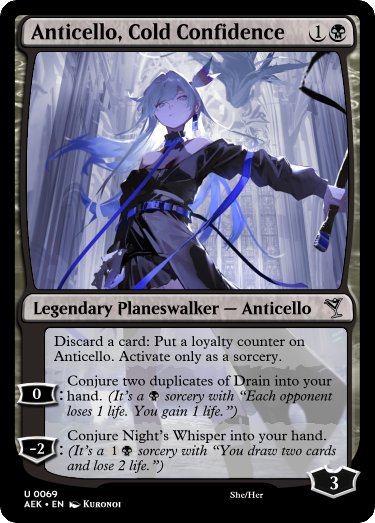 Anticello, Cold Confidence 1
Legendary Planeswalker — Anticello
Discard a card: Put a loyalty counter on
Anticello. Activate only as a sorcery.
0: Conjure two duplicates of Drain into your
hand. (It's a sorcery with “Each opponent
loses 1 life. You gain 1 life.”)
-2: Conjure Night's Whisper into your hand.
(It's a 1 sorcery with “You draw two cards
and lose 2 life.”)
3
U 0069
AEK • EN Kuronoi
She/Her